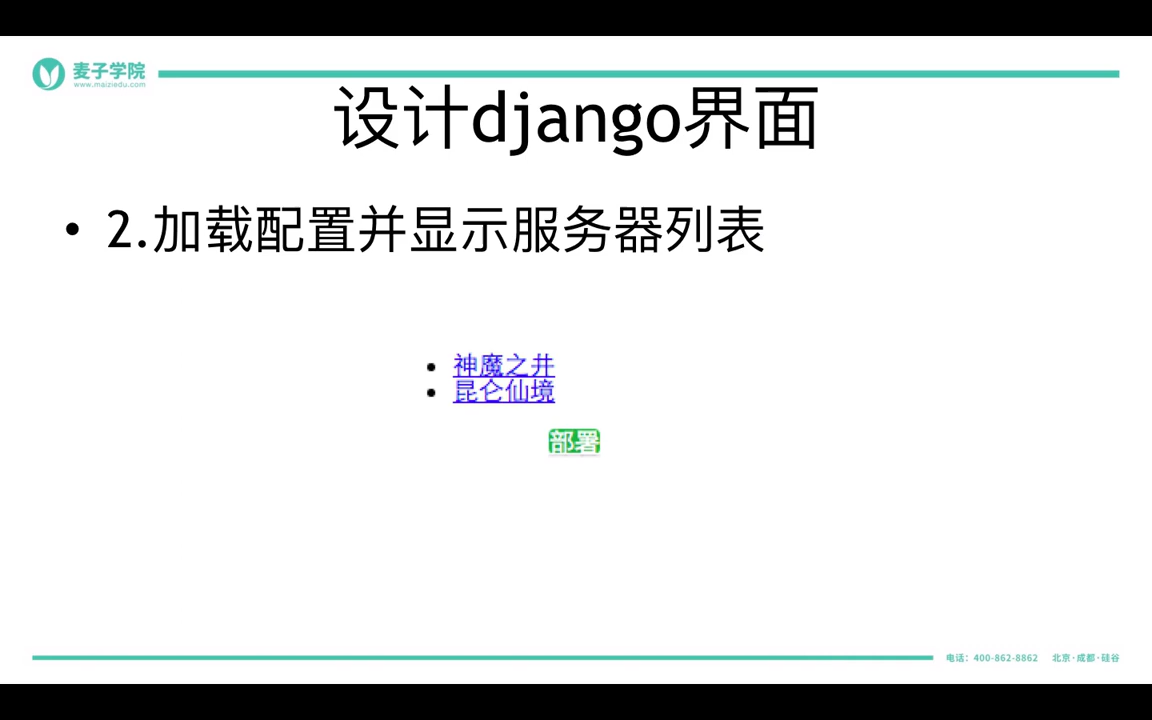 麦子学院
www.maiziedu.com
设计django界面
• 2.加载配置并显示服务器列表
• 神魔之井
• 昆仑仙境
部署
电话：400-862-8862 北京·成都·硅谷